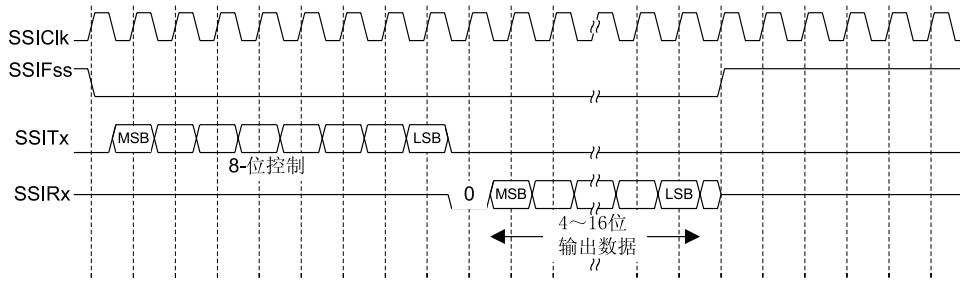 SSIClk
SSIFss
SSITx
MSB
LSB
8-位控制
SSIRx
0
MSB
LSB
4～16位
输出数据